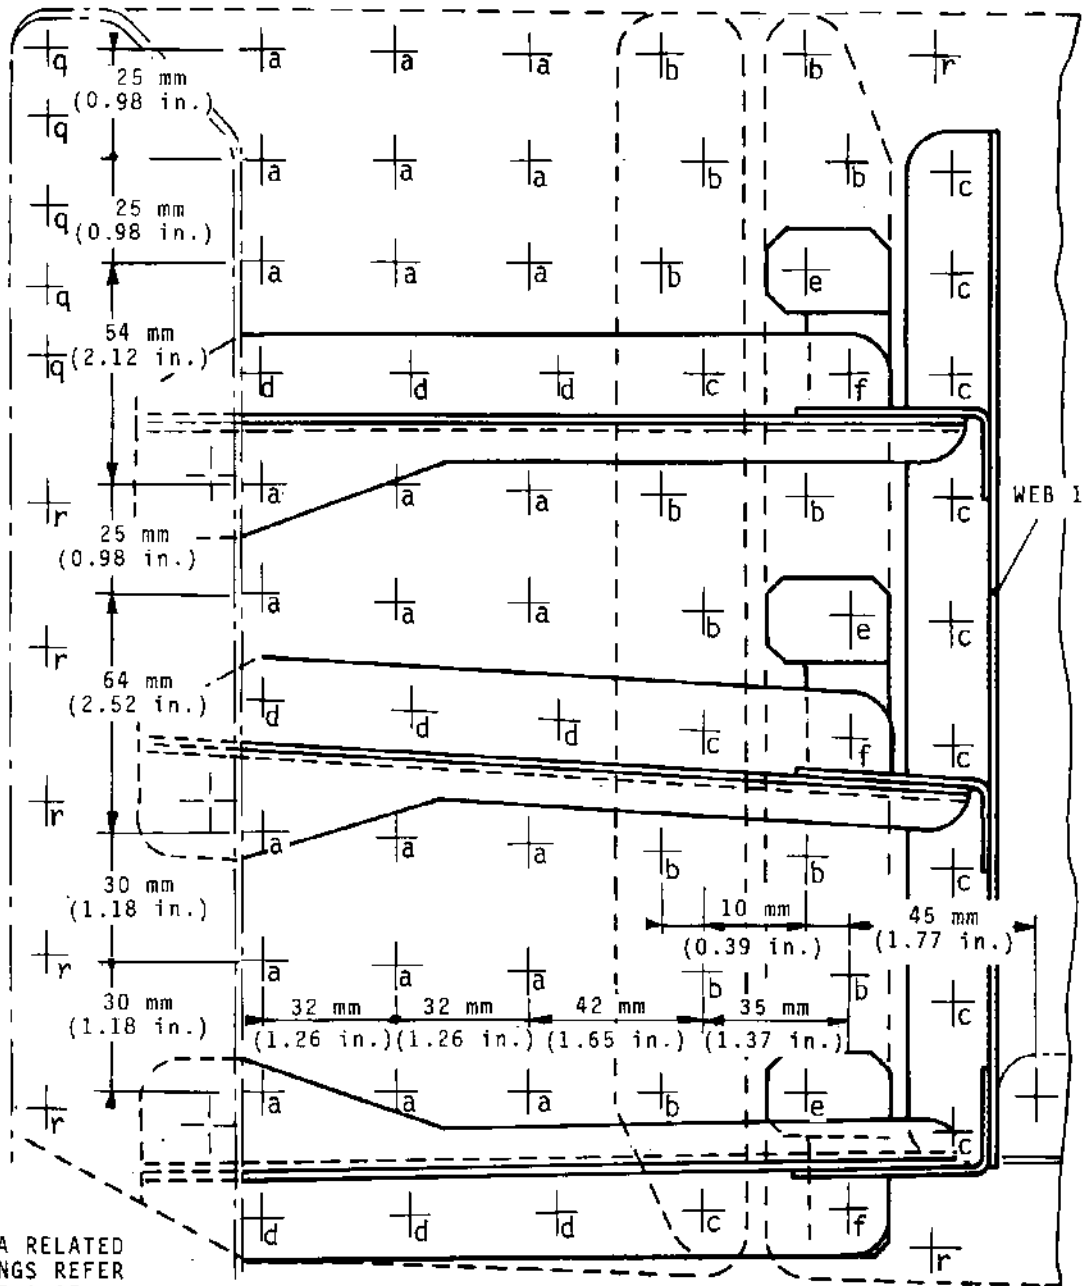 q a a a b b r
25 mm
(0.98 in.)
q
a a a b b c
q
25 mm
(0.98 in.)
a a a b e c
q
54 mm
(2.12 in.)
q
d d d c f c
a a a b b c
r
WEB 1
25 mm
(0.98 in.)
a a a b e c
r
64 mm
(2.52 in.)
d d d c f c
r
a a a b b c
30 mm
(1.18 in.)
10 mm
(0.39 in.)
45 mm
(1.77 in.)
r
a a a b b c
30 mm
(1.18 in.)
32 mm 32 mm 42 mm 35 mm
(1.26 in.) (1.26 in.) (1.65 in.) (1.37 in.)
r
a a a b e c
d d d c f
r
A RELATED
NGS REFER